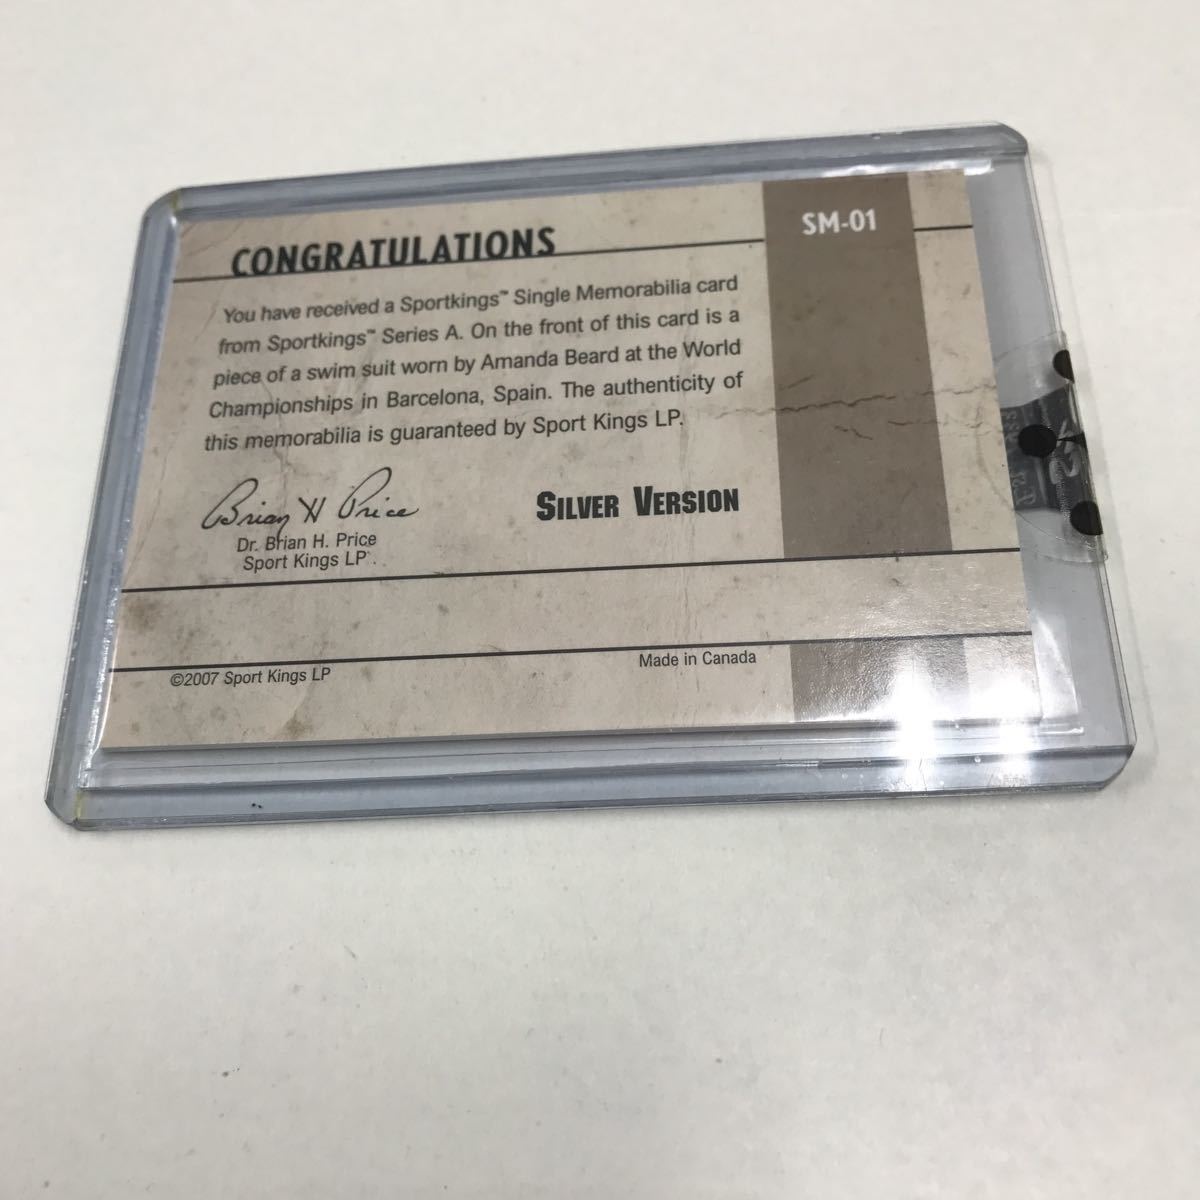 CONGRATULATIONS
SM-01
You have received a Sportkings™ Single Memorabilia card
from Sportkings™ Series A. On the front of this card is a
piece of a swim suit worn by Amanda Beard at the World
Championships in Barcelona, Spain. The authenticity of
this memorabilia is guaranteed by Sport Kings LP.
Brian H Price
Dr. Brian H. Price
Sport Kings LP.
SILVER VERSION
©2007 Sport Kings LP
Made in Canada